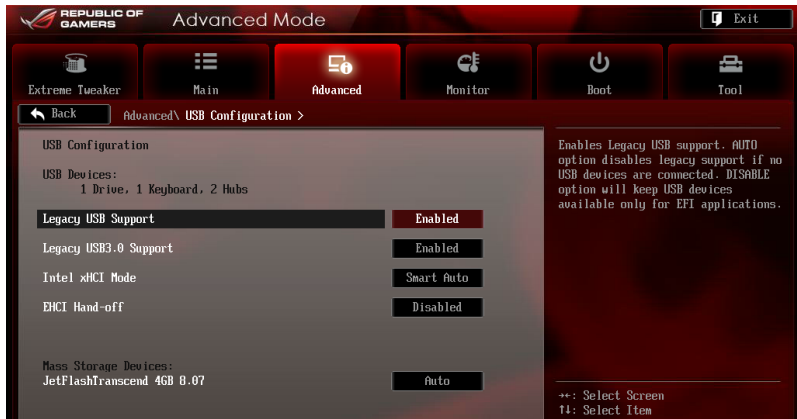 REPUBLIC OF
GAMERS
Advanced Mode
Exit
Extreme Tweaker
Main
Advanced
Monitor
Boot
Tool
Back
Advanced\ USB Configuration >
USB Configuration
USB Devices:
1 Drive, 1 Keyboard, 2 Hubs
Legacy USB Support Enabled
Legacy USB3.0 Support Enabled
Intel xHCI Mode Smart Auto
EHCI Hand-off Disabled
Mass Storage Devices:
JetFlashTranscend 4GB 8.07 Auto
Enables Legacy USB support. AUTO
option disables legacy support if no
USB devices are connected. DISABLE
option will keep USB devices
available only for EFI applications.
→←: Select Screen
↑↓: Select Item